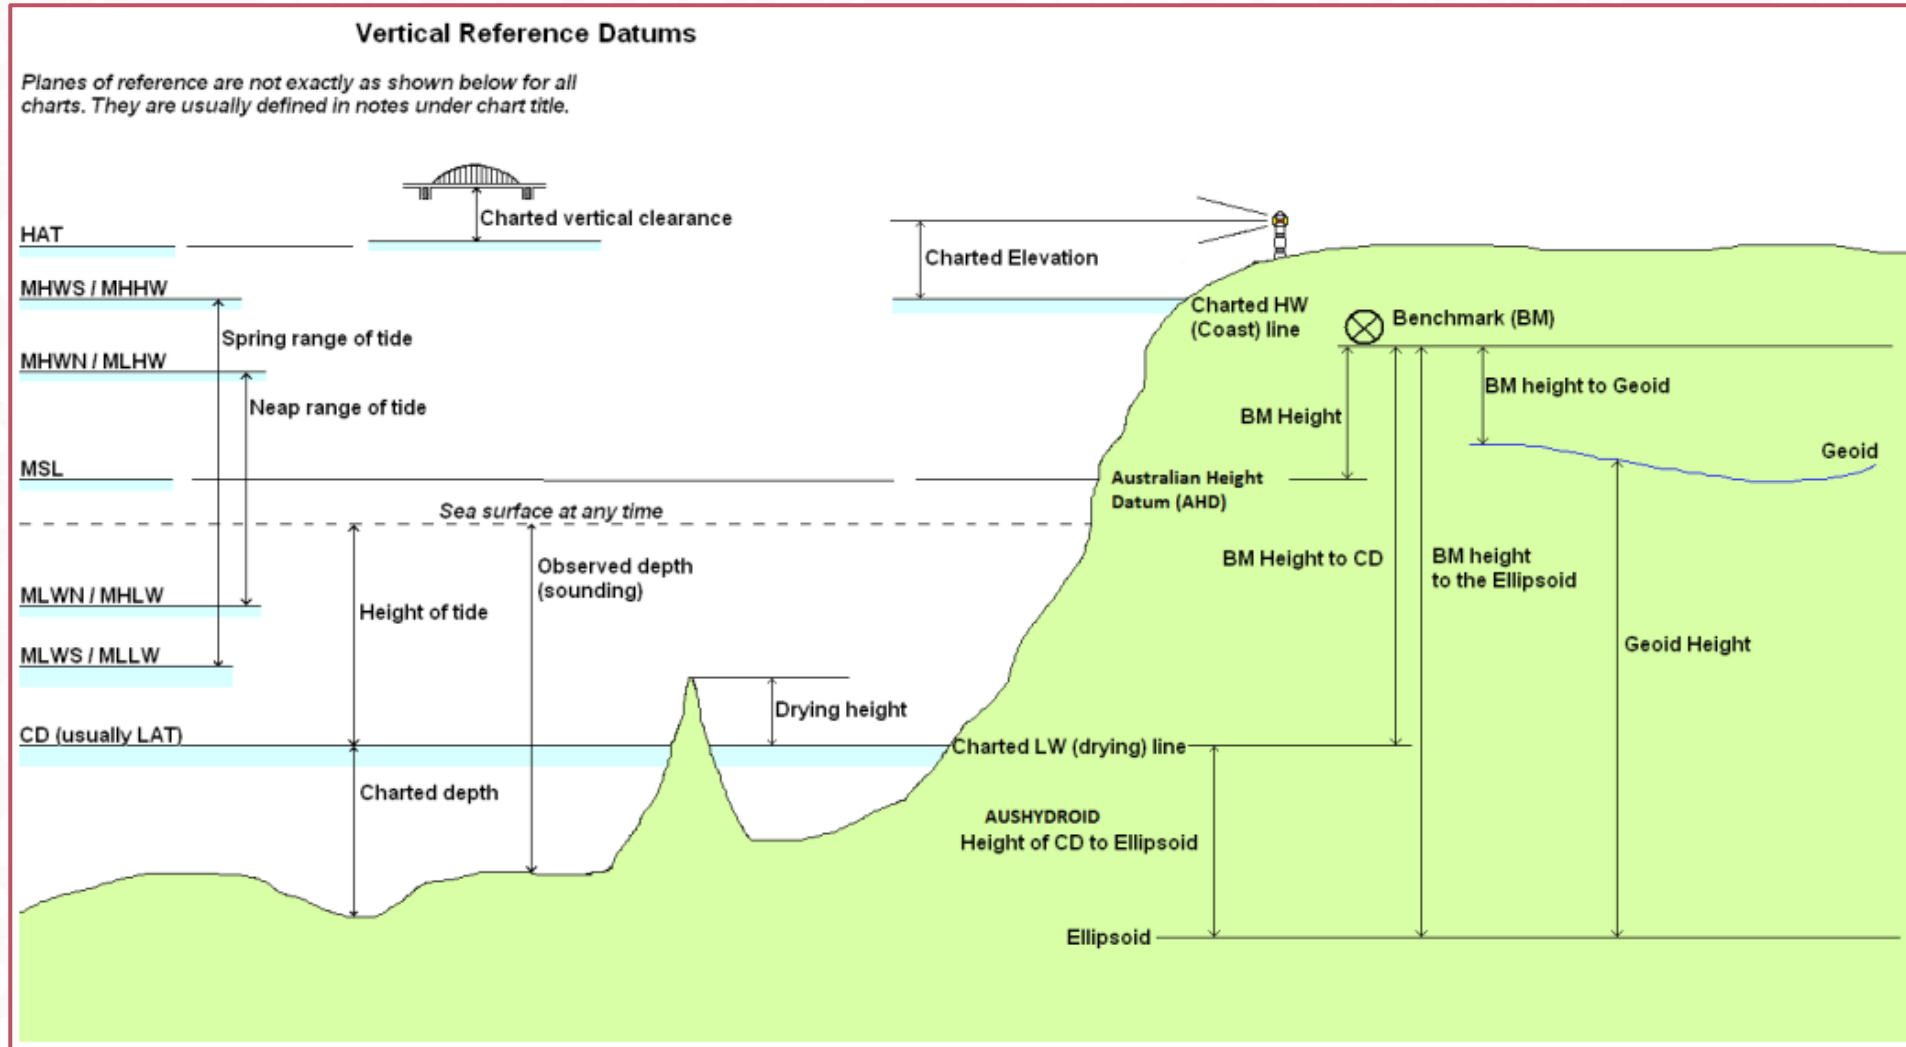 Vertical Reference Datums
Planes of reference are not exactly as shown below for all
charts. They are usually defined in notes under chart title.
Charted vertical clearance
HAT
Charted Elevation
MHWS / MHHW
Charted HW
(Coast) line
Benchmark (BM)
Spring range of tide
MHWN / MLHW
BM height to Geoid
Neap range of tide
BM Height
Geoid
MSL
Australian Height
Datum (AHD)
Sea surface at any time
Observed depth
(sounding)
BM Height to CD
BM height
to the Ellipsoid
MLWN / MHLW
Height of tide
Geoid Height
MLWS / MLLW
Drying height
CD (usually LAT)
Charted LW (drying) line
Charted depth
AUSHYDROID
Height of CD to Ellipsoid
Ellipsoid